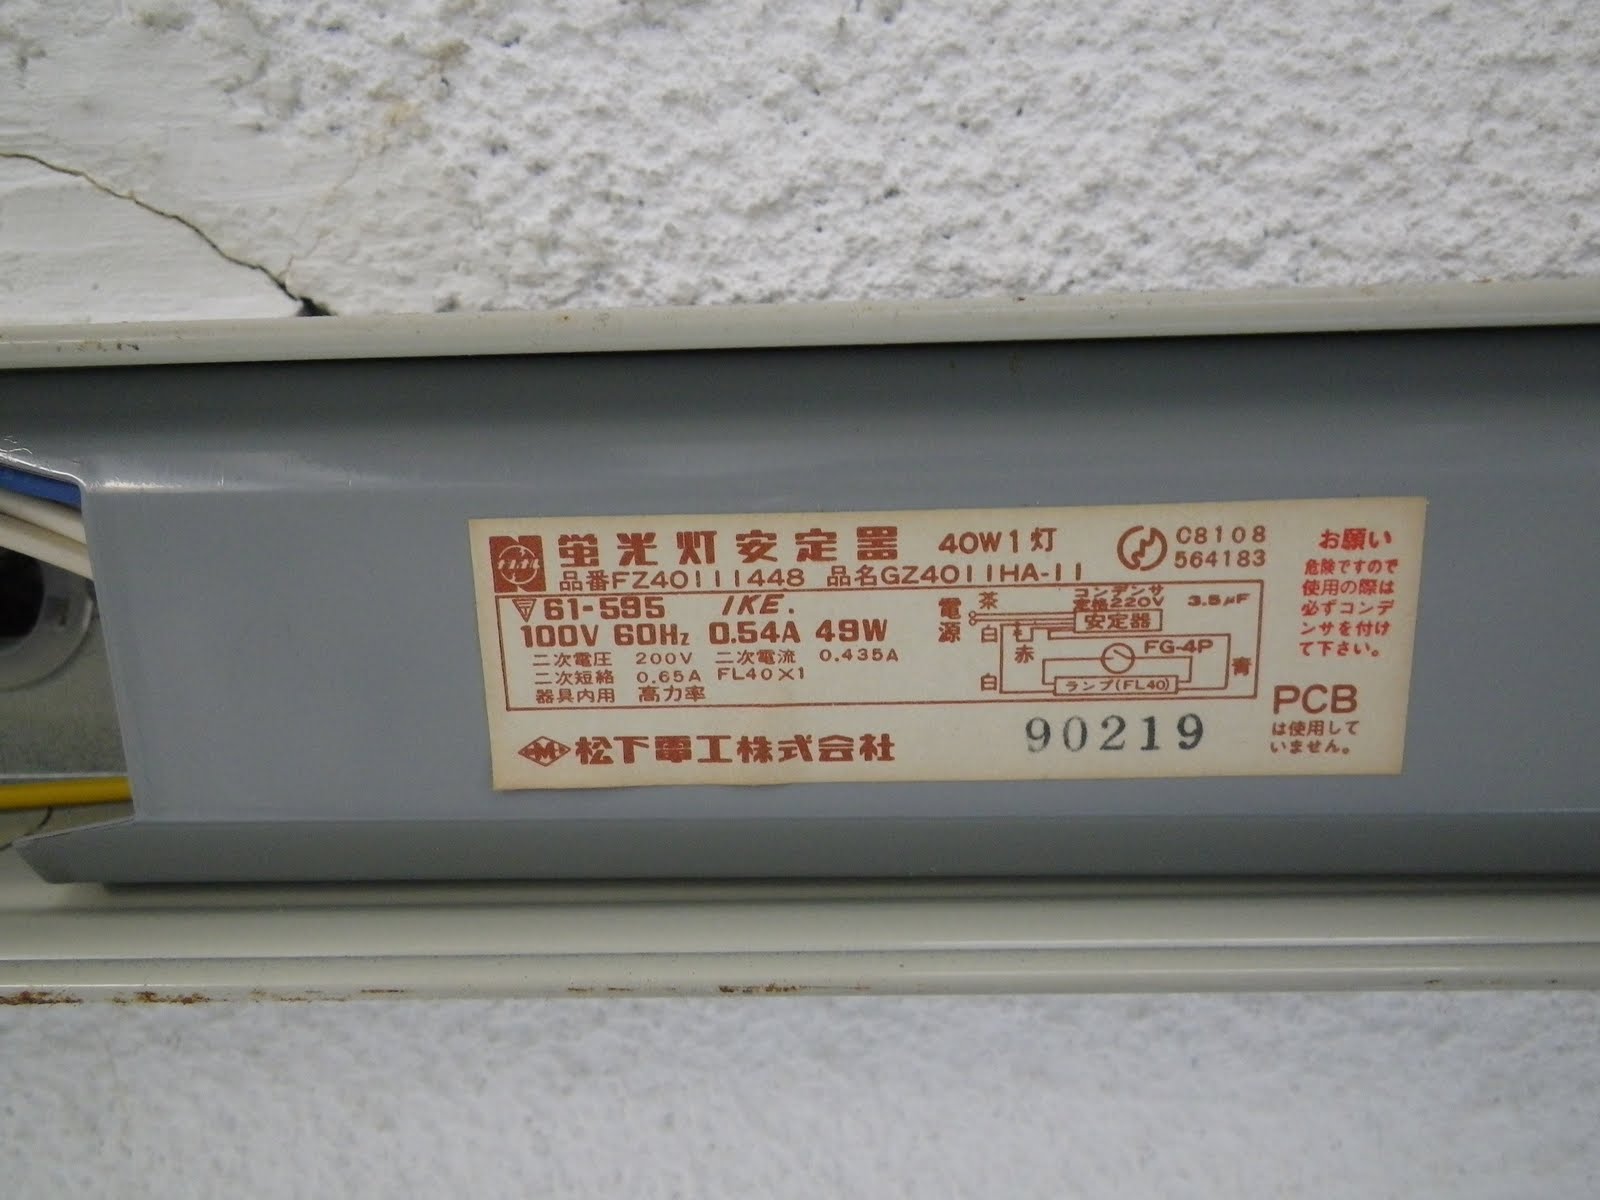 ナショナル
蛍光灯安定器 40W1灯
品番FZ40111448 品名GZ4011HA-11
C8108
564183
〒61-595 IKE.
100V 60Hz 0.54A 49W
二次電圧 200V 二次電流 0.435A
二次短絡 0.65A FL40×1
器具内用 高力率
電源
茶
白
白
赤
青
コンデンサ
定格220V 3.5μF
安定器
FG-4P
ランプ(FL40)
松下電工株式会社
90219
お願い
危険ですので
使用の際は
必ずコンデ
ンサを付け
て下さい。
PCB
は使用して
いません。